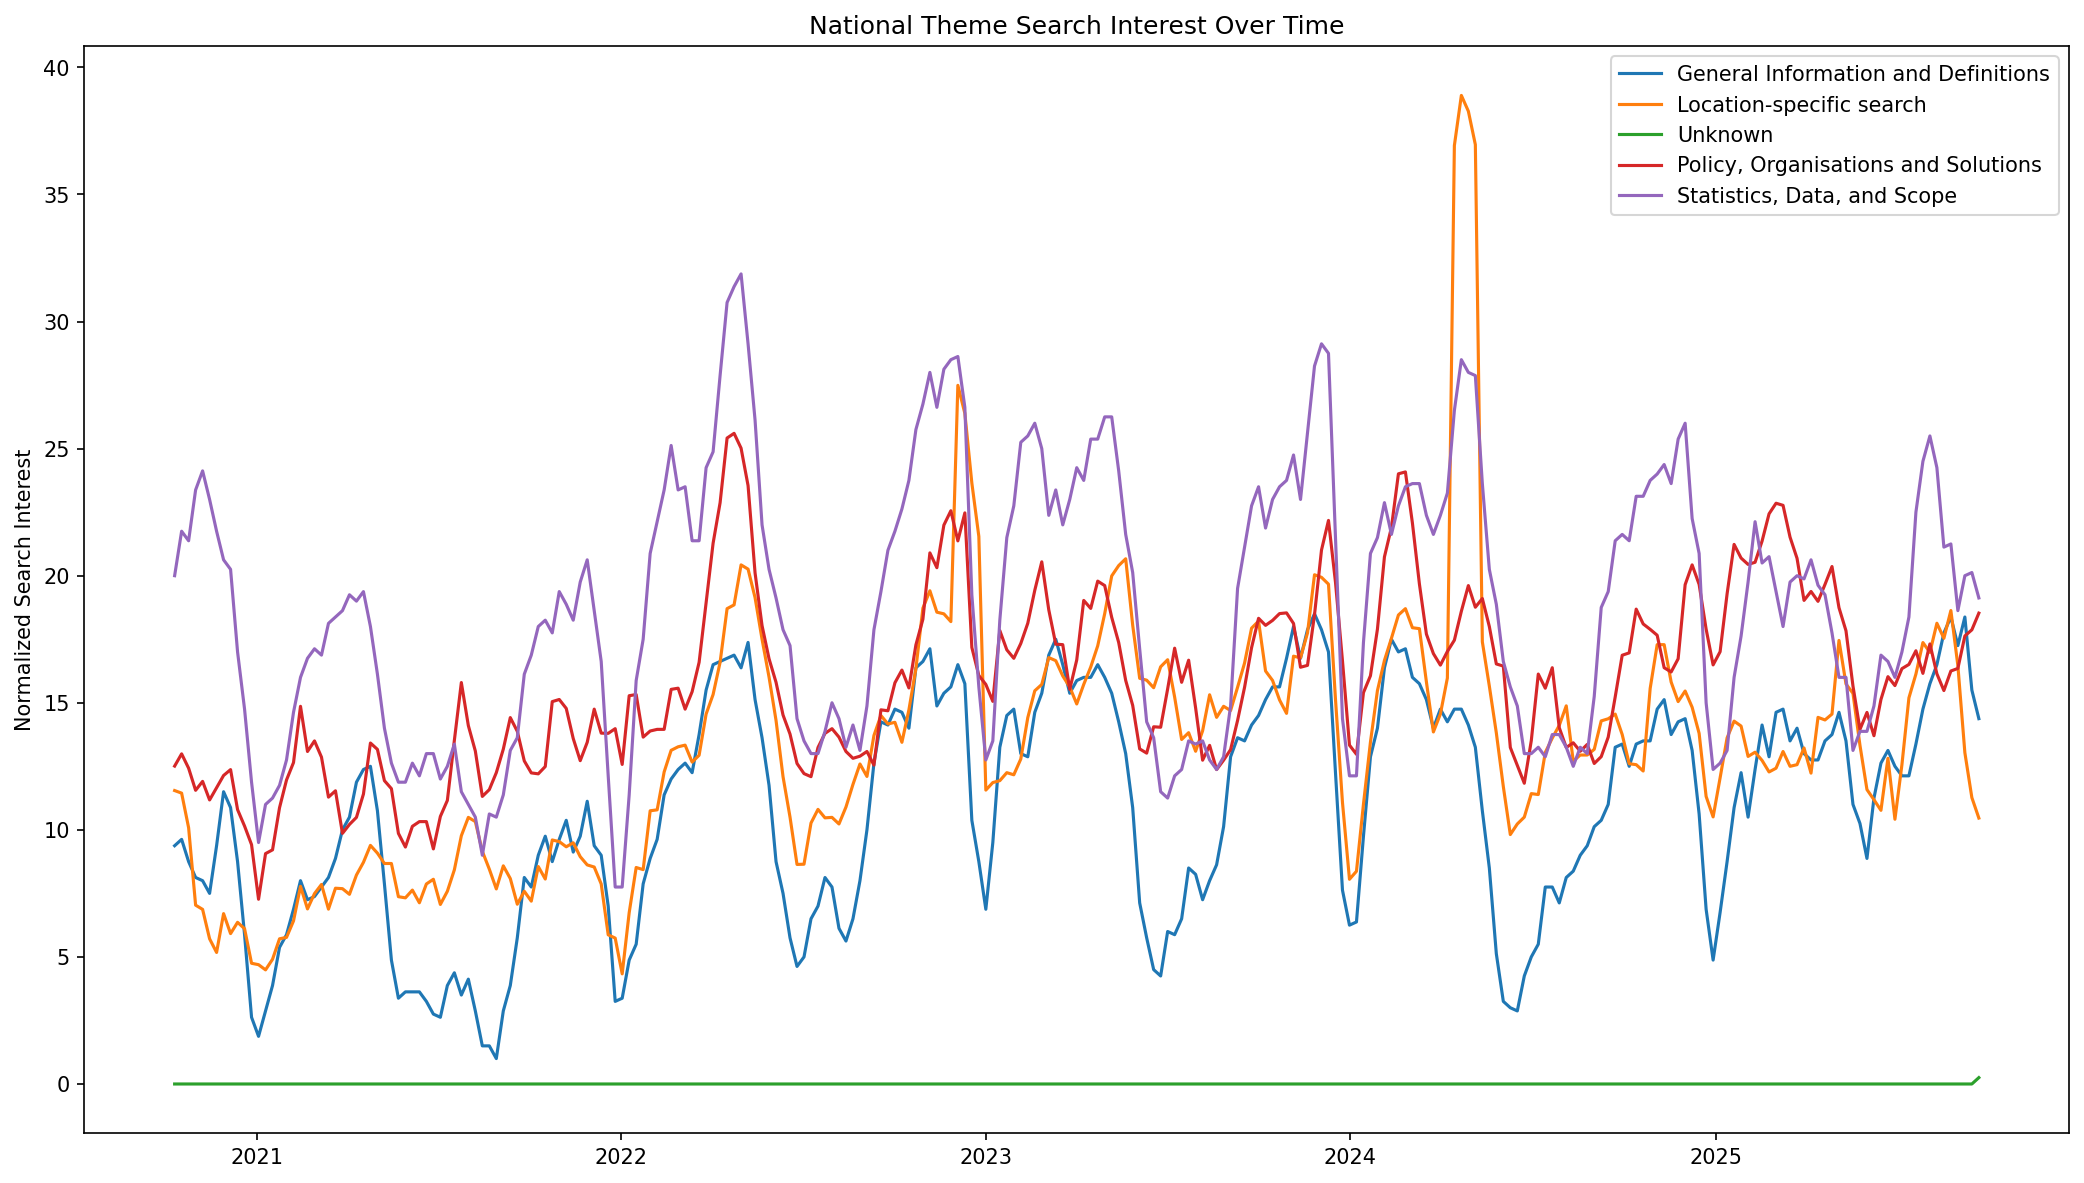 National Theme Search Interest Over Time
Normalized Search Interest
40
35
30
25
20
15
10
5
0
2021
2022
2023
2024
2025
General Information and Definitions
Location-specific search
Unknown
Policy, Organisations and Solutions
Statistics, Data, and Scope